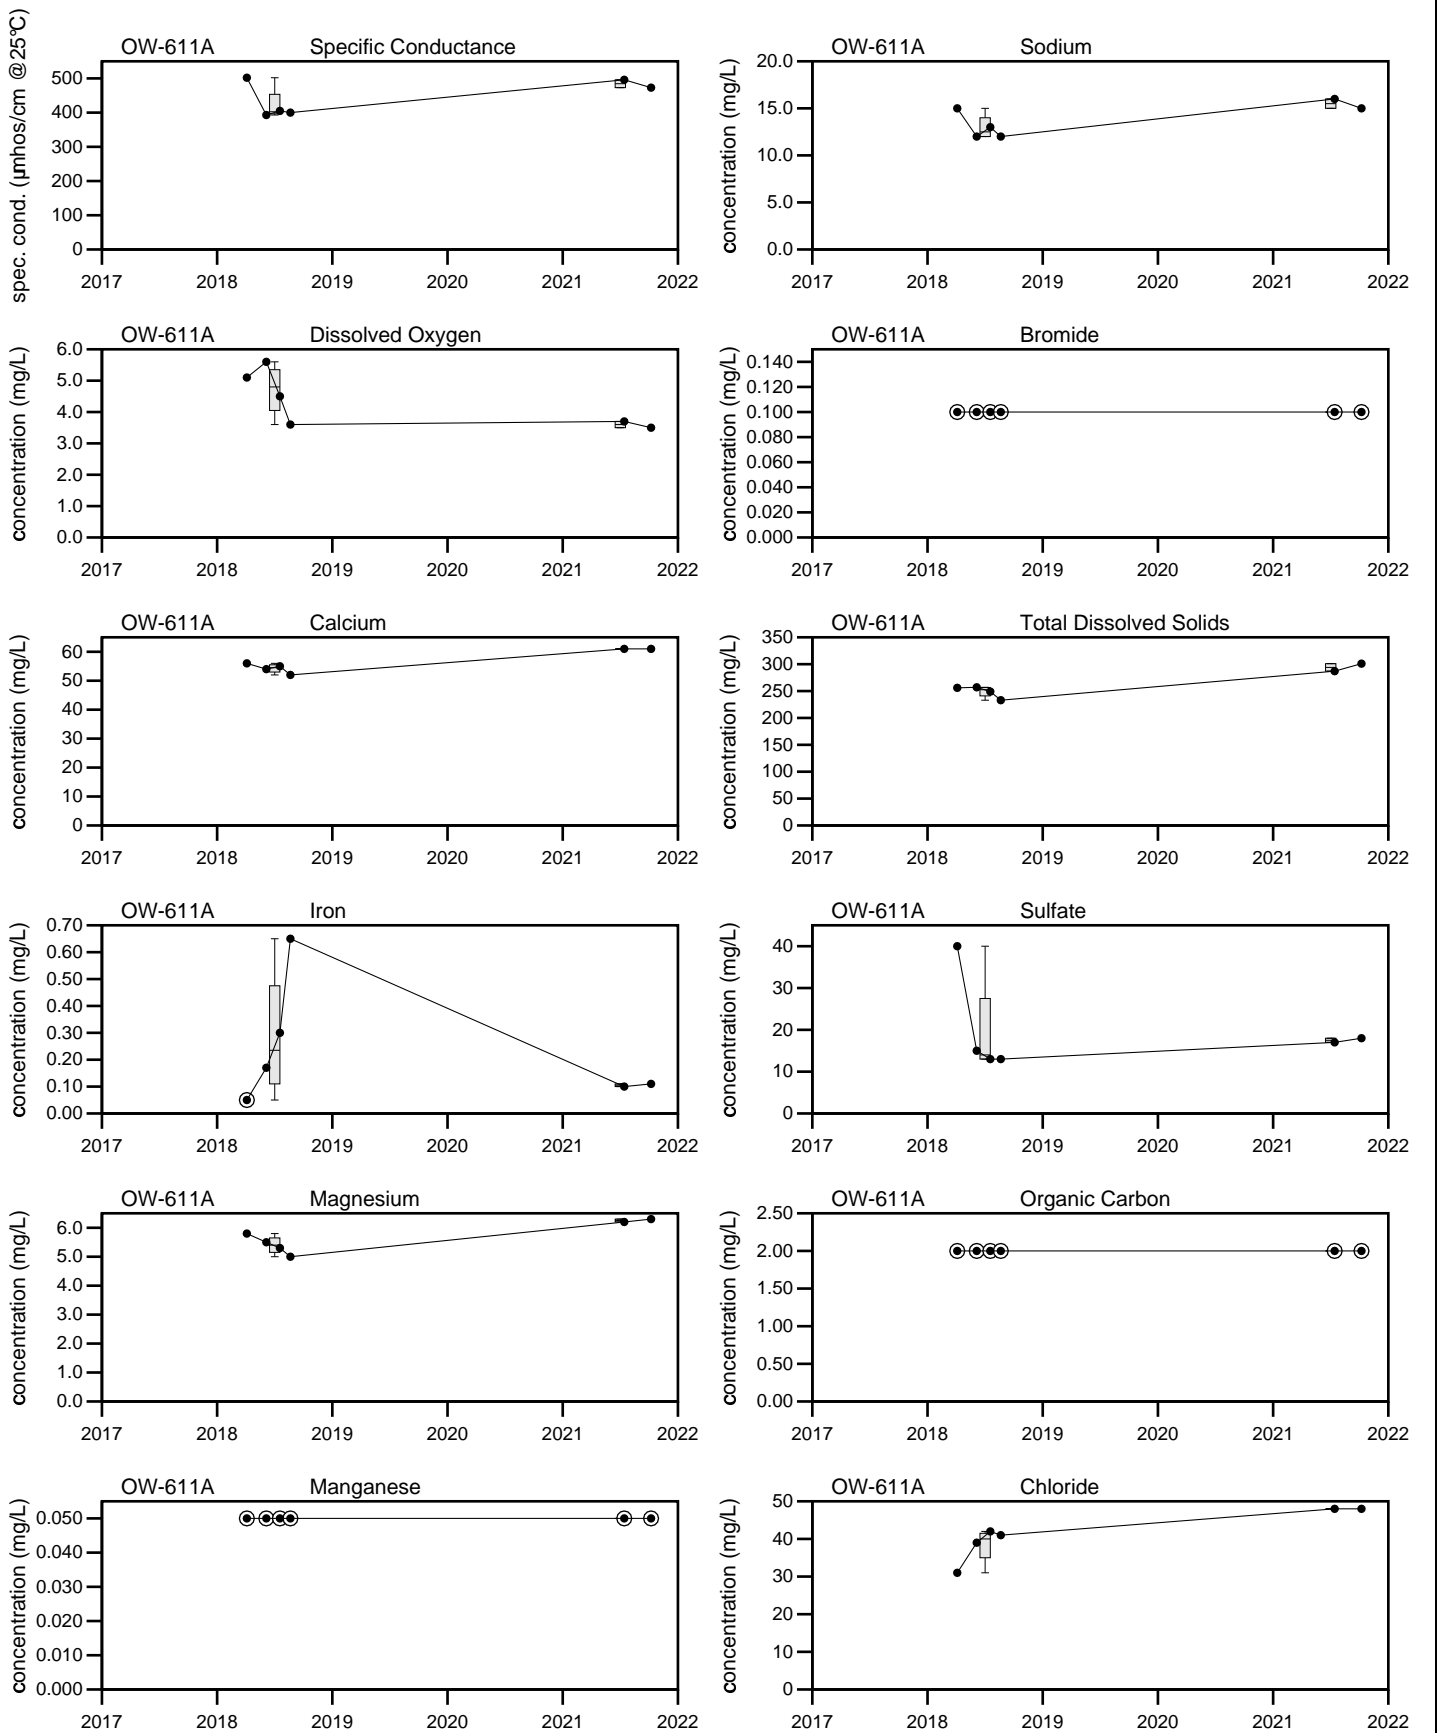 OW-611A Specific Conductance
spec. cond. (µmhos/cm @25°C)
500
400
300
200
100
0
2017 2018 2019 2020 2021 2022
OW-611A Sodium
concentration (mg/L)
20.0
15.0
10.0
5.0
0.0
2017 2018 2019 2020 2021 2022
OW-611A Dissolved Oxygen
concentration (mg/L)
6.0
5.0
4.0
3.0
2.0
1.0
0.0
2017 2018 2019 2020 2021 2022
OW-611A Bromide
concentration (mg/L)
0.140
0.120
0.100
0.080
0.060
0.040
0.020
0.000
2017 2018 2019 2020 2021 2022
OW-611A Calcium
concentration (mg/L)
60
50
40
30
20
10
0
2017 2018 2019 2020 2021 2022
OW-611A Total Dissolved Solids
concentration (mg/L)
350
300
250
200
150
100
50
0
2017 2018 2019 2020 2021 2022
OW-611A Iron
concentration (mg/L)
0.70
0.60
0.50
0.40
0.30
0.20
0.10
0.00
2017 2018 2019 2020 2021 2022
OW-611A Sulfate
concentration (mg/L)
40
30
20
10
0
2017 2018 2019 2020 2021 2022
OW-611A Magnesium
concentration (mg/L)
6.0
5.0
4.0
3.0
2.0
1.0
0.0
2017 2018 2019 2020 2021 2022
OW-611A Organic Carbon
concentration (mg/L)
2.50
2.00
1.50
1.00
0.50
0.00
2017 2018 2019 2020 2021 2022
OW-611A Manganese
concentration (mg/L)
0.050
0.040
0.030
0.020
0.010
0.000
2017 2018 2019 2020 2021 2022
OW-611A Chloride
concentration (mg/L)
50
40
30
20
10
0
2017 2018 2019 2020 2021 2022